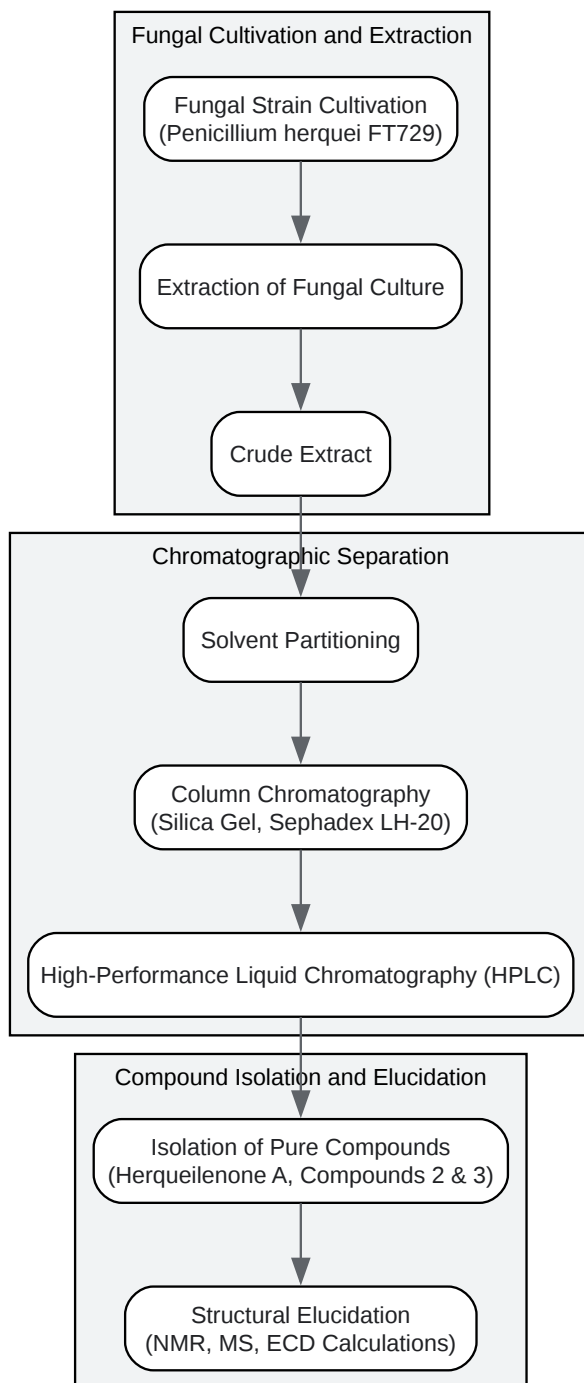 Fungal Cultivation and Extraction
Fungal Strain Cultivation
(Penicillium herquei FT729)
Extraction of Fungal Culture
Crude Extract
Chromatographic Separation
Solvent Partitioning
Column Chromatography
(Silica Gel, Sephadex LH-20)
High-Performance Liquid Chromatography (HPLC)
Compound Isolation and Elucidation
Isolation of Pure Compounds
(Herqueilenone A, Compounds 2 & 3)
Structural Elucidation
(NMR, MS, ECD Calculations)